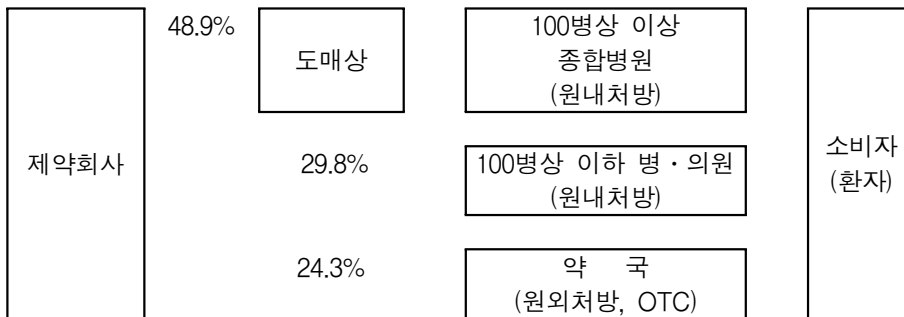 48.9%
도매상
100병상 이상
종합병원
(원내처방)
제약회사
29.8%
100병상 이하 병·의원
(원내처방)
소비자
(환자)
24.3%
약 국
(원외처방, OTC)